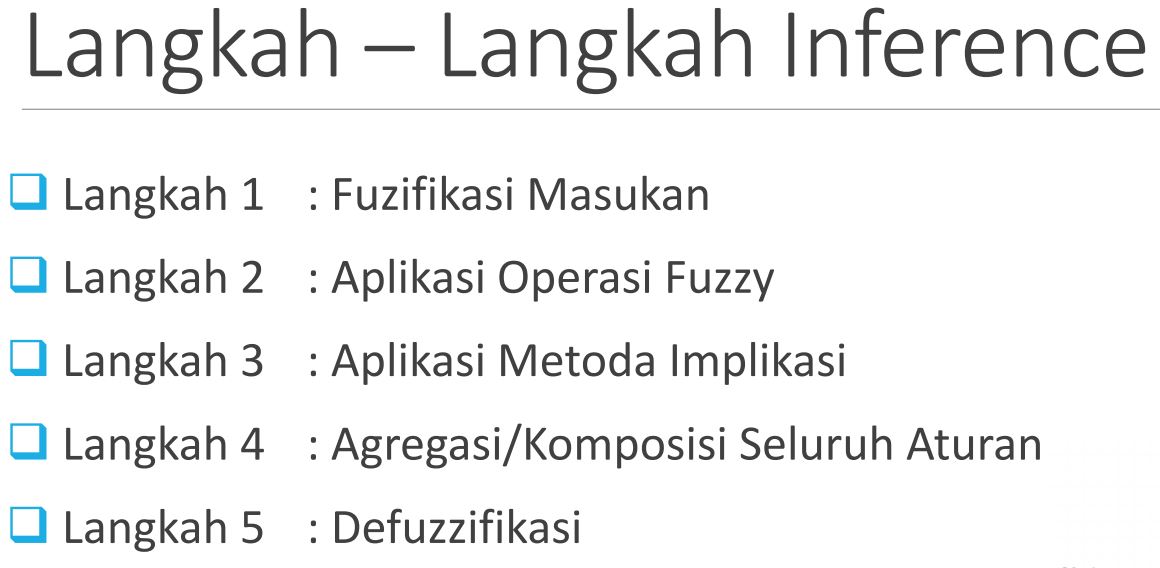 Langkah – Langkah Inference
Langkah 1 : Fuzifikasi Masukan
Langkah 2 : Aplikasi Operasi Fuzzy
Langkah 3 : Aplikasi Metoda Implikasi
Langkah 4 : Agregasi/Komposisi Seluruh Aturan
Langkah 5 : Defuzzifikasi